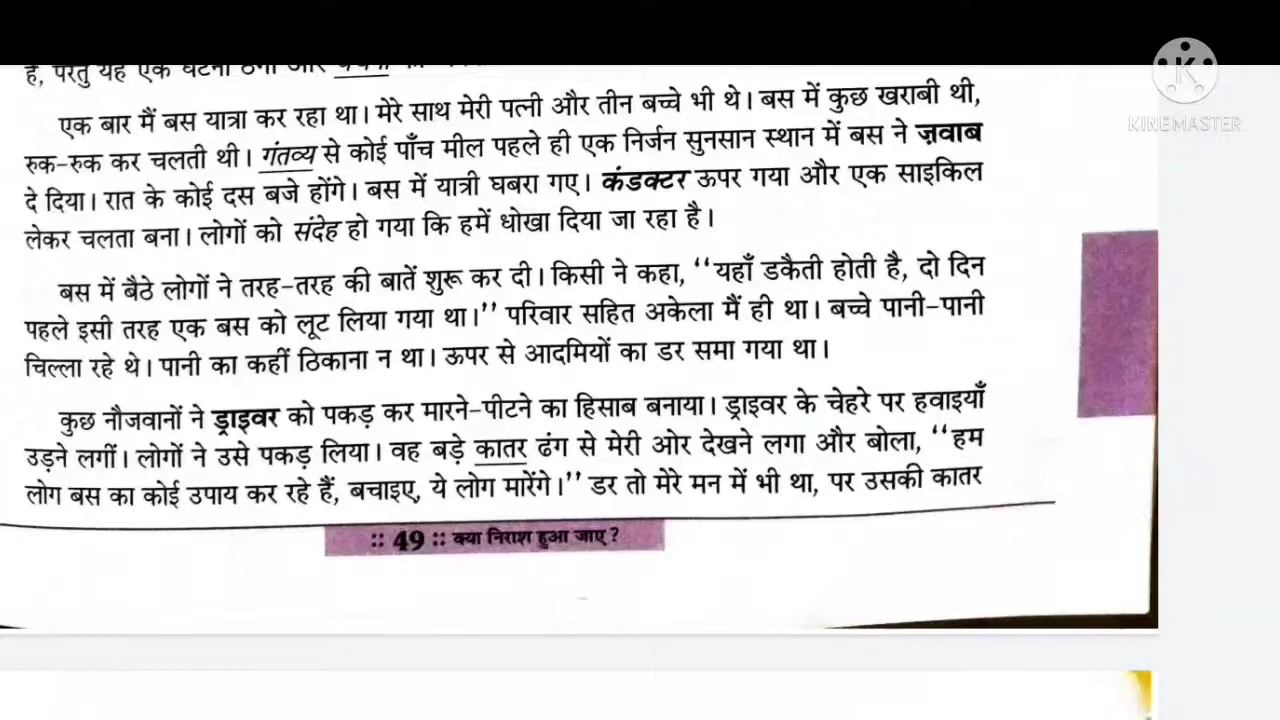 है, परंतु यह एक घटना ठगी और
KINEMASTER
एक बार मैं बस यात्रा कर रहा था। मेरे साथ मेरी पत्नी और तीन बच्चे भी थे। बस में कुछ खराबी थी,
रुक-रुक कर चलती थी। गंतव्य से कोई पाँच मील पहले ही एक निर्जन सुनसान स्थान में बस ने ज़वाब
दे दिया। रात के कोई दस बजे होंगे। बस में यात्री घबरा गए। कंडक्टर ऊपर गया और एक साइकिल
लेकर चलता बना। लोगों को संदेह हो गया कि हमें धोखा दिया जा रहा है।
बस में बैठे लोगों ने तरह-तरह की बातें शुरू कर दी। किसी ने कहा, “यहाँ डकैती होती है, दो दिन
पहले इसी तरह एक बस को लूट लिया गया था।” परिवार सहित अकेला मैं ही था। बच्चे पानी-पानी
चिल्ला रहे थे। पानी का कहीं ठिकाना न था। ऊपर से आदमियों का डर समा गया था।
कुछ नौजवानों ने ड्राइवर को पकड़ कर मारने-पीटने का हिसाब बनाया। ड्राइवर के चेहरे पर हवाइयाँ
उड़ने लगीं। लोगों ने उसे पकड़ लिया। वह बड़े कातर ढंग से मेरी ओर देखने लगा और बोला, “हम
लोग बस का कोई उपाय कर रहे हैं, बचाइए, ये लोग मारेंगे।” डर तो मेरे मन में भी था, पर उसकी कातर
:: 49 :: क्या निराश हुआ जाए?